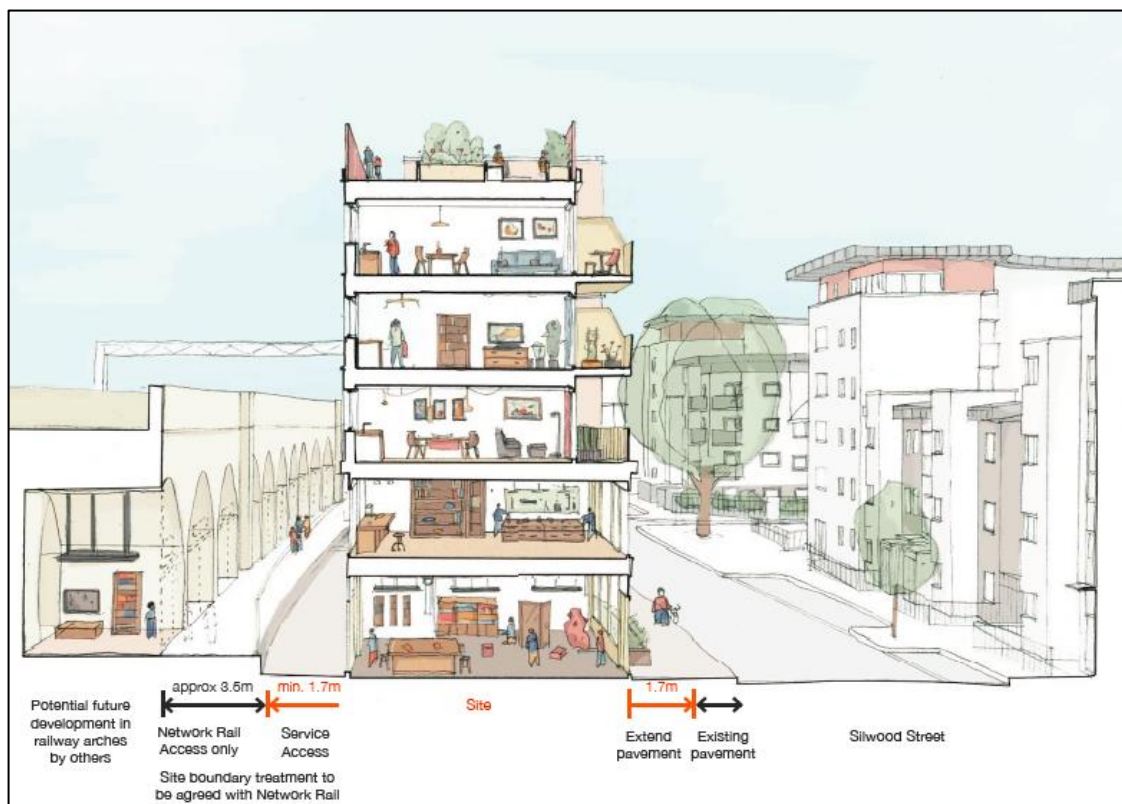 approx 3.5m
min. 1.7m
Site
1.7m
Potential future
development in
railway arches
by others
Network Rail
Access only
Service
Access
Site boundary treatment to
be agreed with Network Rail
Extend
pavement
Existing
pavement
Silwood Street